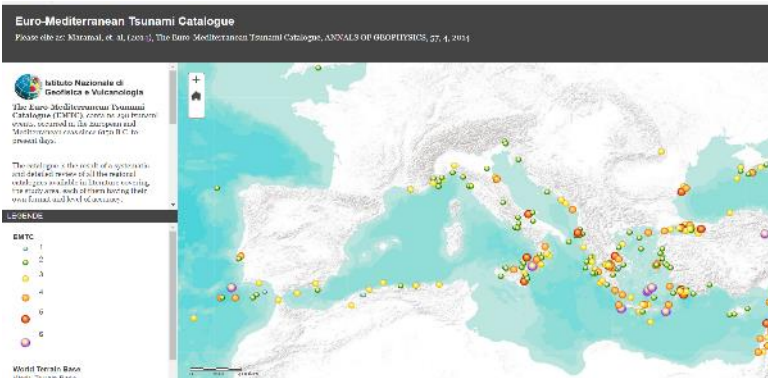 Euro-Mediterranean Tsunami Catalogue
Please cite as: Maramai, et. al, (2014), The Euro-Mediterranean Tsunami Catalogue, ANNALS OF GEOPHYSICS, 57, 4, 2014
Istituto Nazionale di
Geofisica e Vulcanologia
The Euro-Mediterranean Tsunami
Catalogue (EMTC), contains 290 tsunami
events, occurred in the European and
Mediterranean seas since 6150 B.C. to
present days.
The catalogue is the result of a systematic
and detailed review of all the regional
catalogues available in literature covering
the study area, each of them having their
own format and level of accuracy.
LEGENDE
EMTC
1
2
3
4
5
6
World Terrain Base